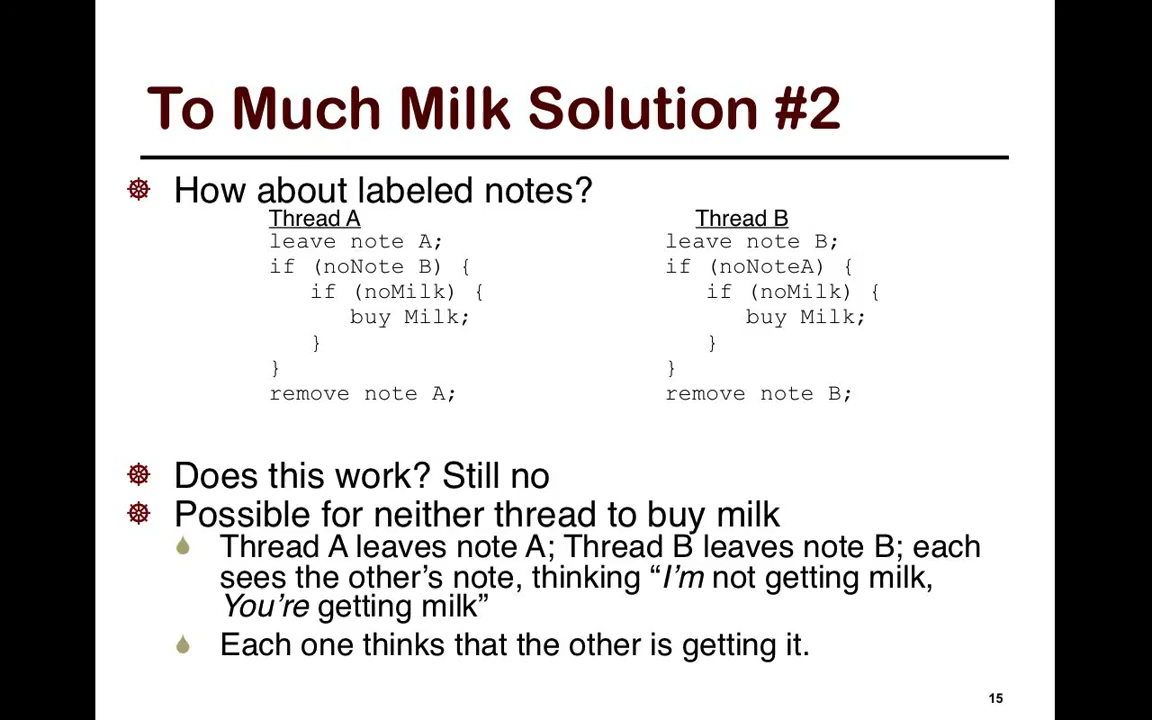 To Much Milk Solution #2
How about labeled notes?
Thread A
leave note A;
if (noNote B) {
if (noMilk) {
buy Milk;
}
}
remove note A;
Thread B
leave note B;
if (noNoteA) {
if (noMilk) {
buy Milk;
}
}
remove note B;
Does this work? Still no
Possible for neither thread to buy milk
Thread A leaves note A; Thread B leaves note B; each
sees the other’s note, thinking “I’m not getting milk,
You’re getting milk”
Each one thinks that the other is getting it.
15